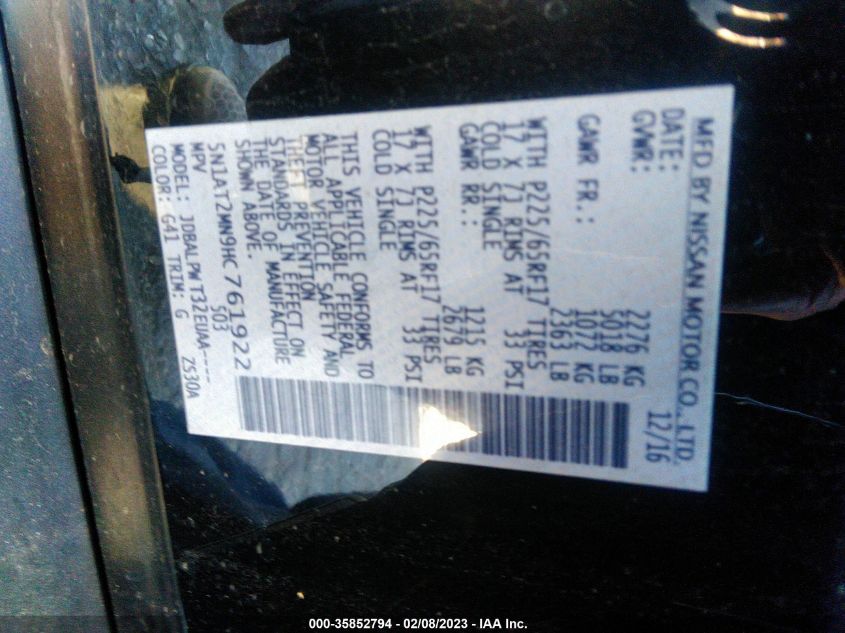 MFD BY NISSAN MOTOR CO., LTD.
DATE: 12/16
GVWR: 2276 KG
5018 LB
GAWR FR.: 1072 KG
2363 LB
WITH P225/65RF17 TIRES
17 X 7J RIMS AT 33 PSI
COLD SINGLE
GAWR RR.: 1215 KG
2679 LB
WITH P225/65RF17 TIRES
17 X 7J RIMS AT 33 PSI
COLD SINGLE
THIS VEHICLE CONFORMS TO
ALL APPLICABLE FEDERAL
MOTOR VEHICLE SAFETY AND
THEFT PREVENTION
STANDARDS IN EFFECT ON
THE DATE OF MANUFACTURE
SHOWN ABOVE.
5N1AT2MN9HC761922
MPV S03
MODEL: JDBALPW T32EUAA----
COLOR: G41 TRIM: G ZS30A
000-35852794 - 02/08/2023 - IAA Inc.